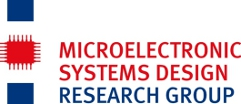 MICROELECTRONIC
SYSTEMS DESIGN
RESEARCH GROUP